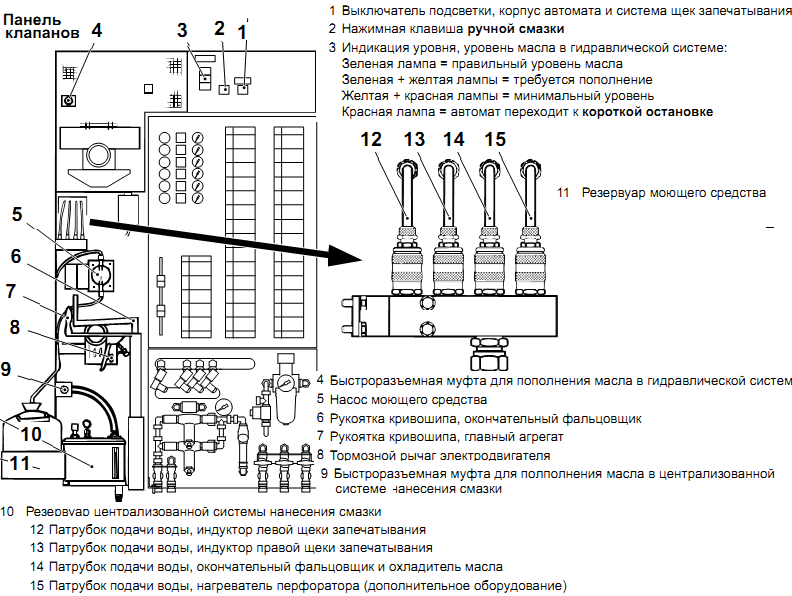 Панель
клапанов
4
3
2
1
1 Выключатель подсветки, корпус автомата и система щек запечатывания
2 Нажимная клавиша ручной смазки
3 Индикация уровня, уровень масла в гидравлической системе:
Зеленая лампа = правильный уровень масла
Зеленая + желтая лампы = требуется пополнение
Желтая + красная лампы = минимальный уровень
Красная лампа = автомат переходит к короткой остановке
12
13
14
15
11 Резервуар моющего средства
5
6
7
8
9
10
11
4 Быстроразъемная муфта для пополнения масла в гидравлической систем
5 Насос моющего средства
6 Рукоятка кривошипа, окончательный фальцовщик
7 Рукоятка кривошипа, главный агрегат
8 Тормозной рычаг электродвигателя
9 Быстроразъемная муфта для полполнения масла в централизованной
системе нанесения смазки
10 Резервуар централизованной системы нанесения смазки
12 Патрубок подачи воды, индуктор левой щеки запечатывания
13 Патрубок подачи воды, индуктор правой щеки запечатывания
14 Патрубок подачи воды, окончательный фальцовщик и охладитель масла
15 Патрубок подачи воды, нагреватель перфоратора (дополнительное оборудование)